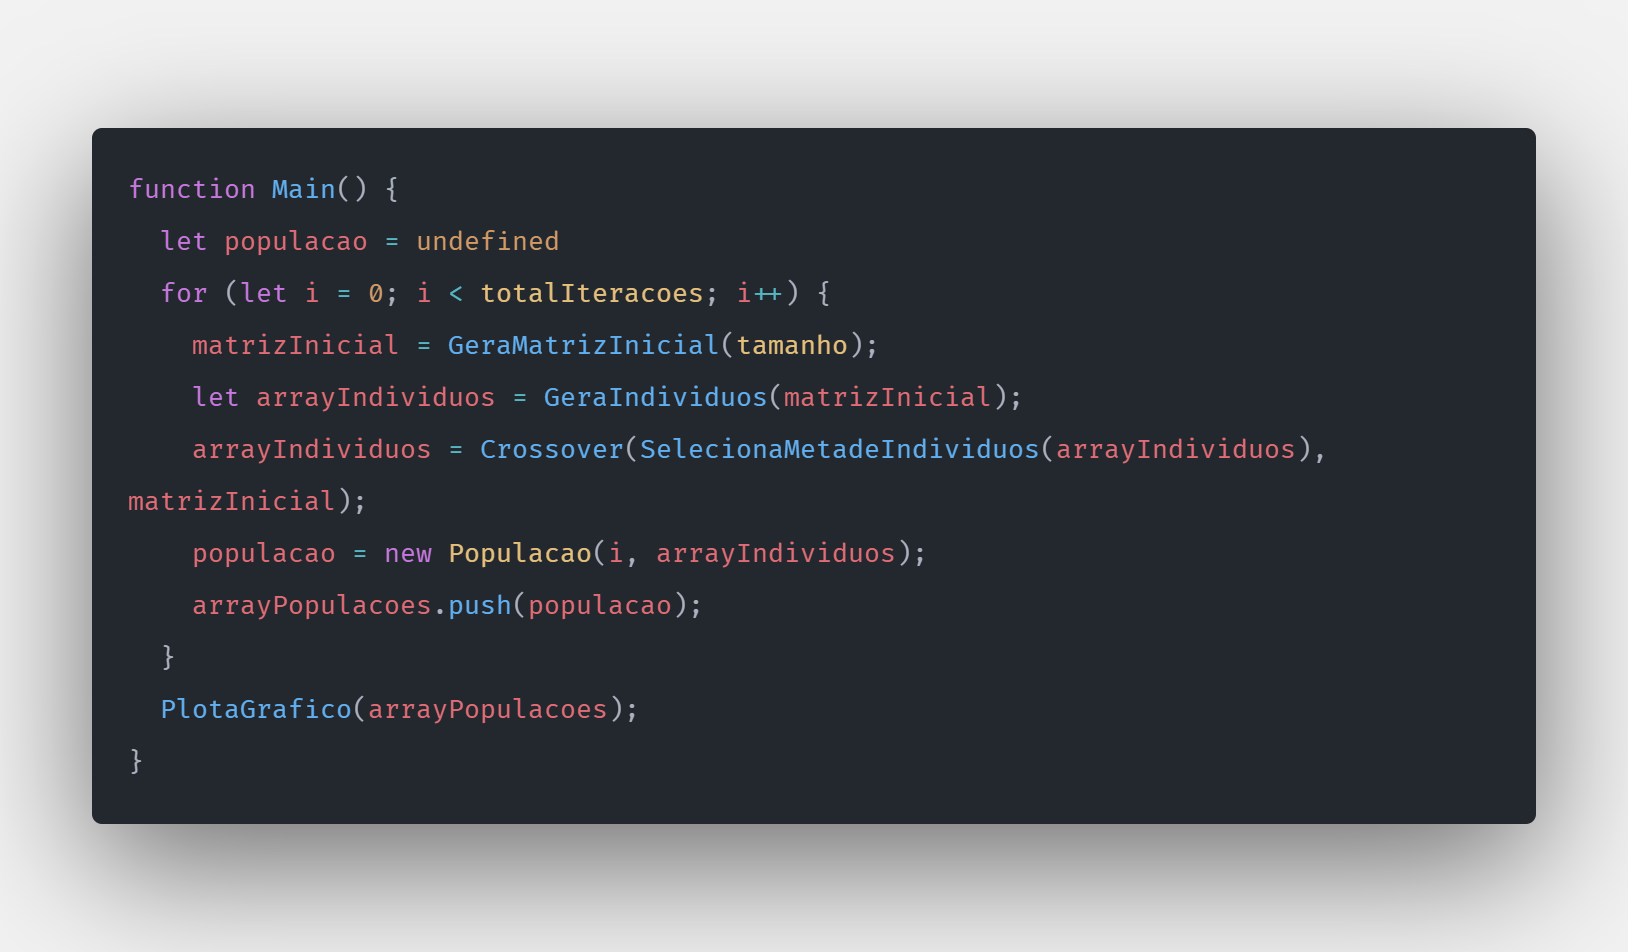 function Main() {
  let populacao = undefined
  for (let i = 0; i < totalIteracoes; i++) {
    matrizInicial = GeraMatrizInicial(tamanho);
    let arrayIndividuos = GeraIndividuos(matrizInicial);
    arrayIndividuos = Crossover(SelecionaMetadeIndividuos(arrayIndividuos),
matrizInicial);
    populacao = new Populacao(i, arrayIndividuos);
    arrayPopulacoes.push(populacao);
  }
  PlotaGrafico(arrayPopulacoes);
}